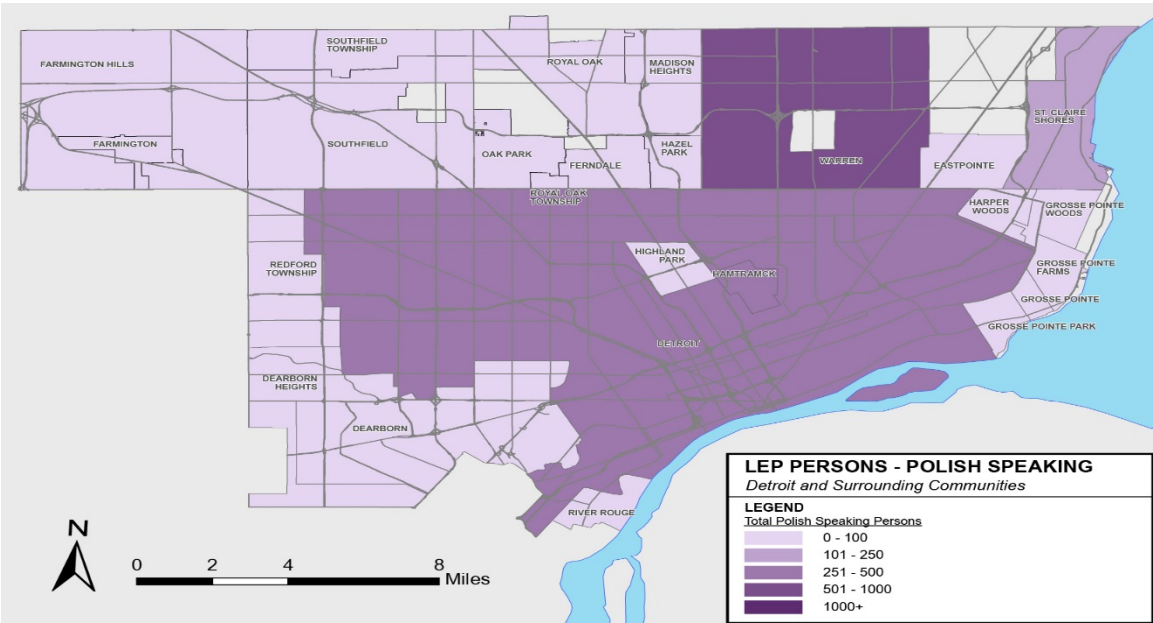 SOUTHFIELD
TOWNSHIP
FARMINGTON HILLS
ROYAL OAK
MADISON
HEIGHTS
ST. CLAIRE
SHORES
FARMINGTON
SOUTHFIELD
OAK PARK
HAZEL
PARK
FERNDALE
WARREN
EASTPOINTE
ROYAL OAK
TOWNSHIP
HARPER
WOODS
GROSSE POINTE
WOODS
REDFORD
TOWNSHIP
HIGHLAND
PARK
HAMTRAMCK
GROSSE POINTE
FARMS
GROSSE POINTE
GROSSE POINTE PARK
DETROIT
DEARBORN
HEIGHTS
DEARBORN
RIVER ROUGE
N
0 2 4 8
Miles
LEP PERSONS - POLISH SPEAKING
Detroit and Surrounding Communities
LEGEND
Total Polish Speaking Persons
0 - 100
101 - 250
251 - 500
501 - 1000
1000+